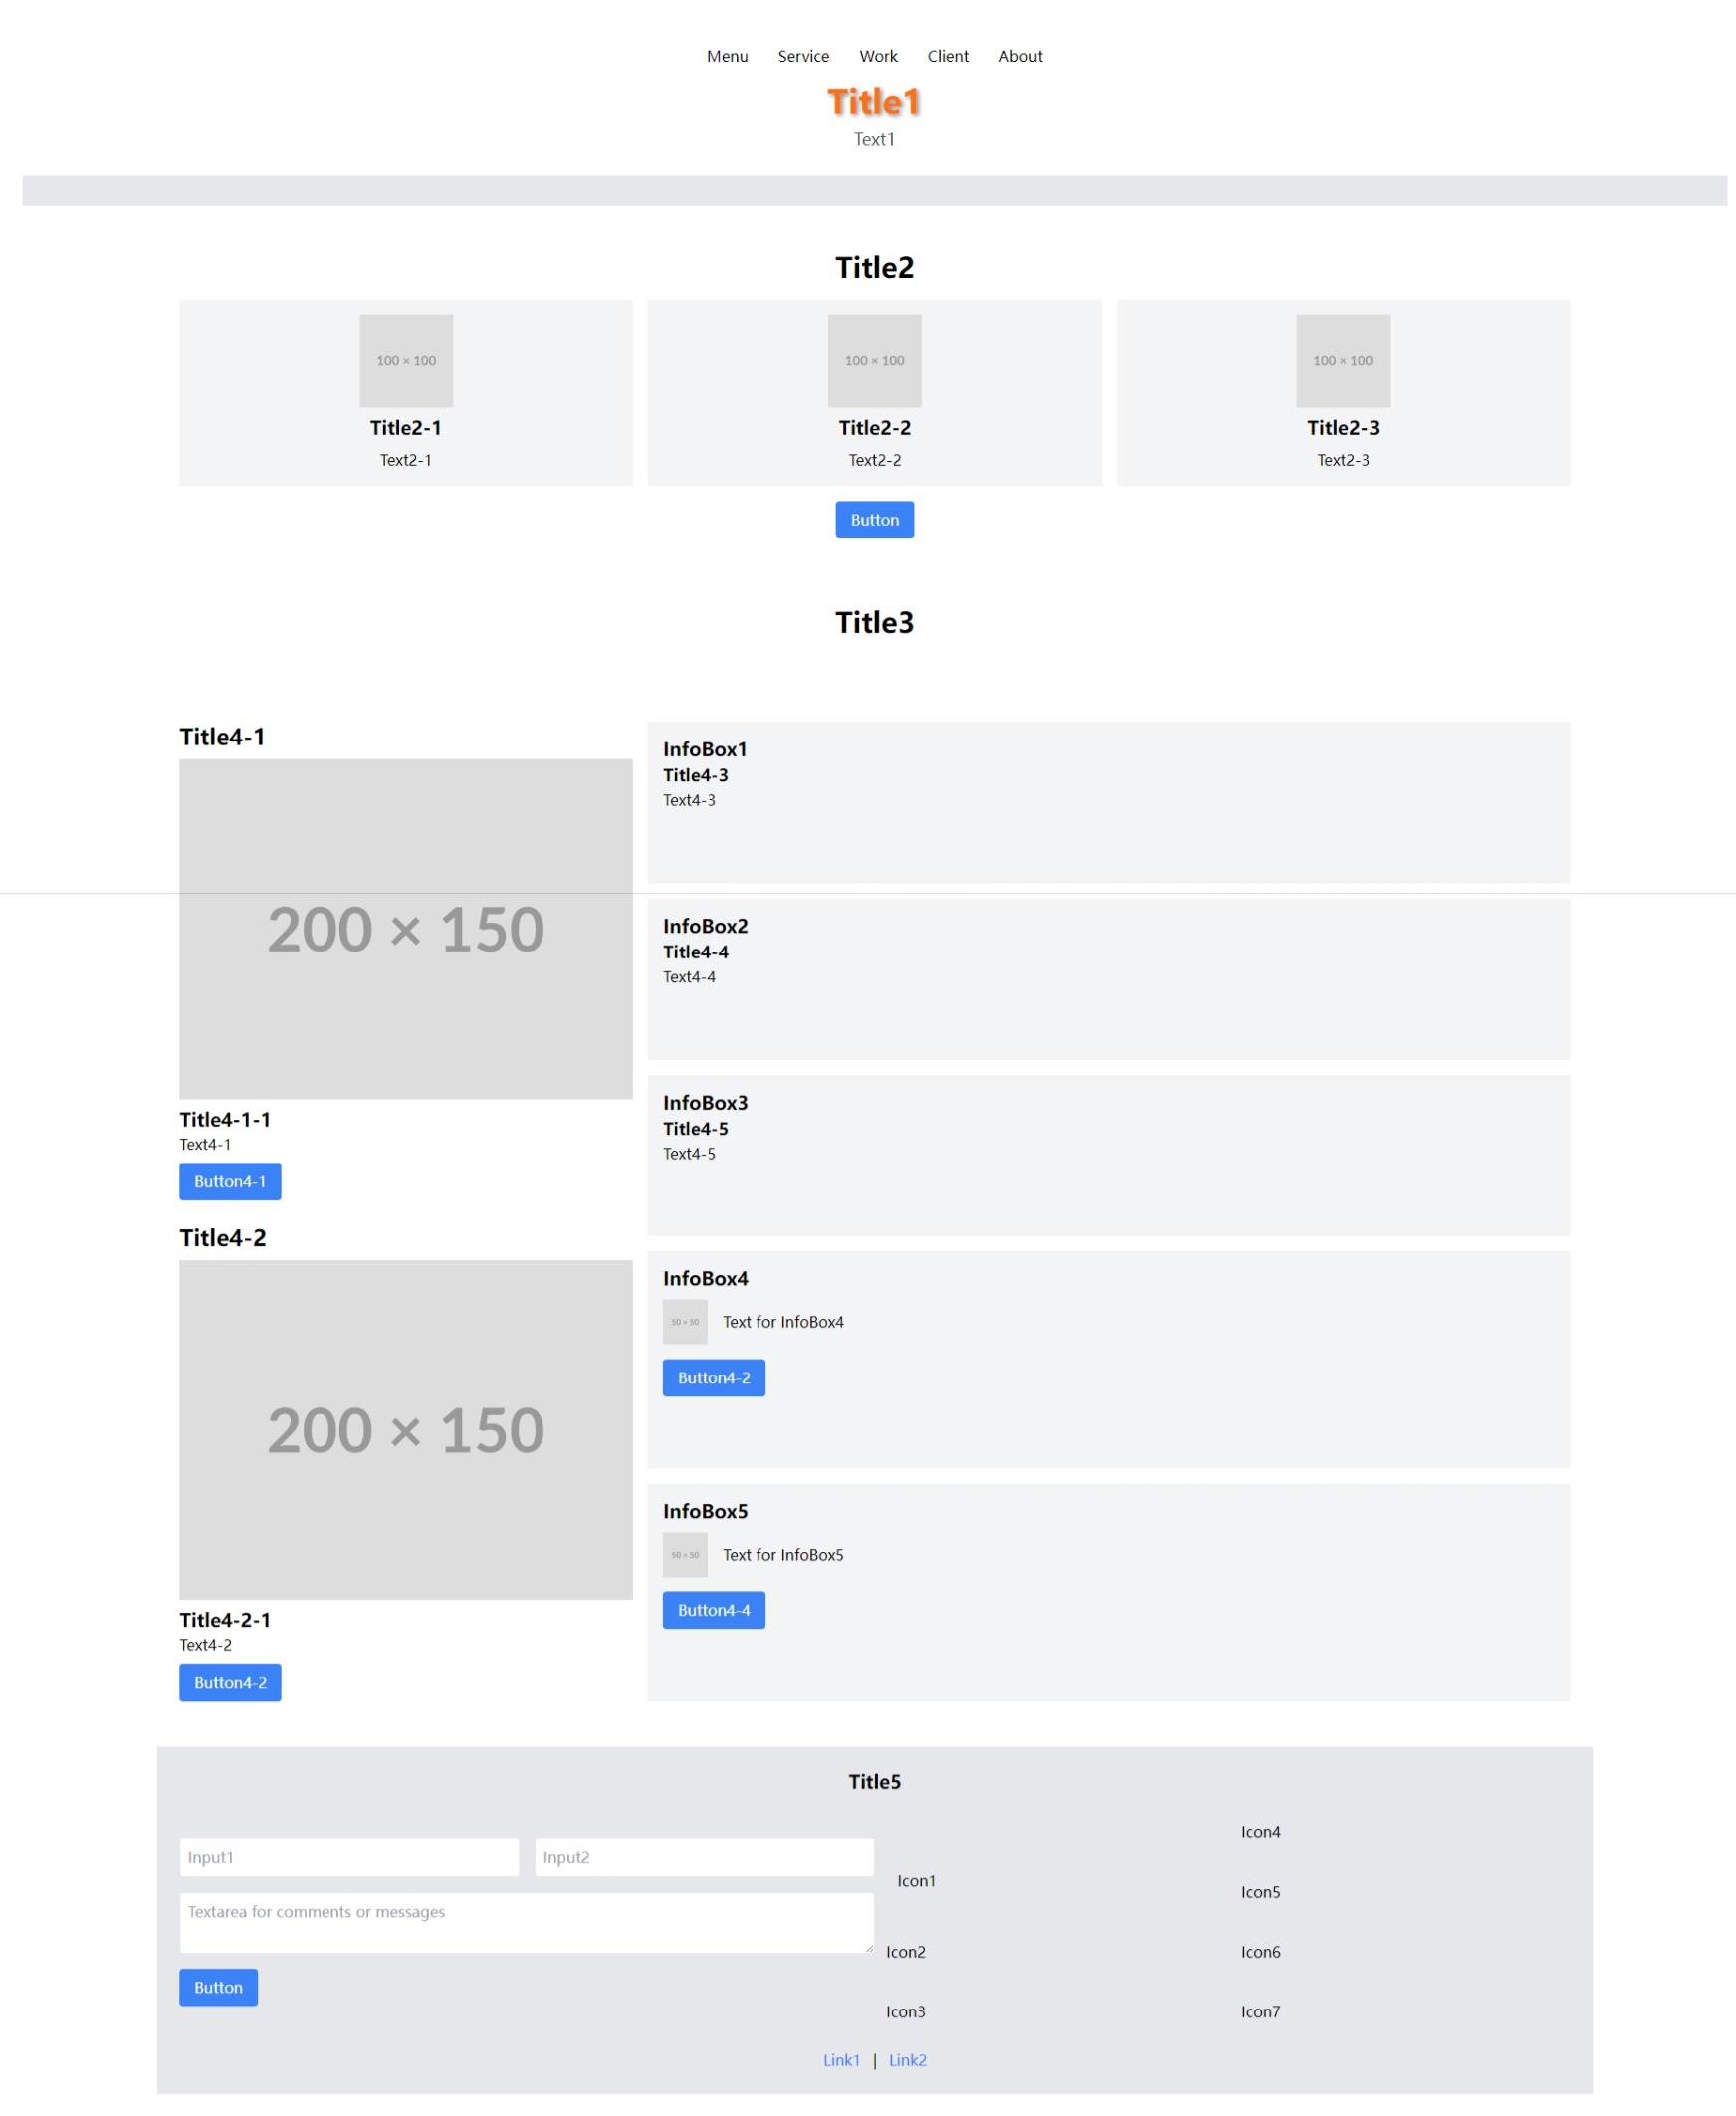 Menu Service Work Client About
Title1
Text1
Title2
100 × 100 100 × 100 100 × 100
Title2-1 Title2-2 Title2-3
Text2-1 Text2-2 Text2-3
Button
Title3
Title4-1
200 × 150
Title4-1-1
Text4-1
Button4-1
Title4-2
200 × 150
Title4-2-1
Text4-2
Button4-2
InfoBox1
Title4-3
Text4-3
InfoBox2
Title4-4
Text4-4
InfoBox3
Title4-5
Text4-5
InfoBox4
50 × 50 Text for InfoBox4
Button4-2
InfoBox5
50 × 50 Text for InfoBox5
Button4-4
Title5
Input1 Input2
Textarea for comments or messages
Button
Icon1
Icon2
Icon3
Icon4
Icon5
Icon6
Icon7
Link1 | Link2